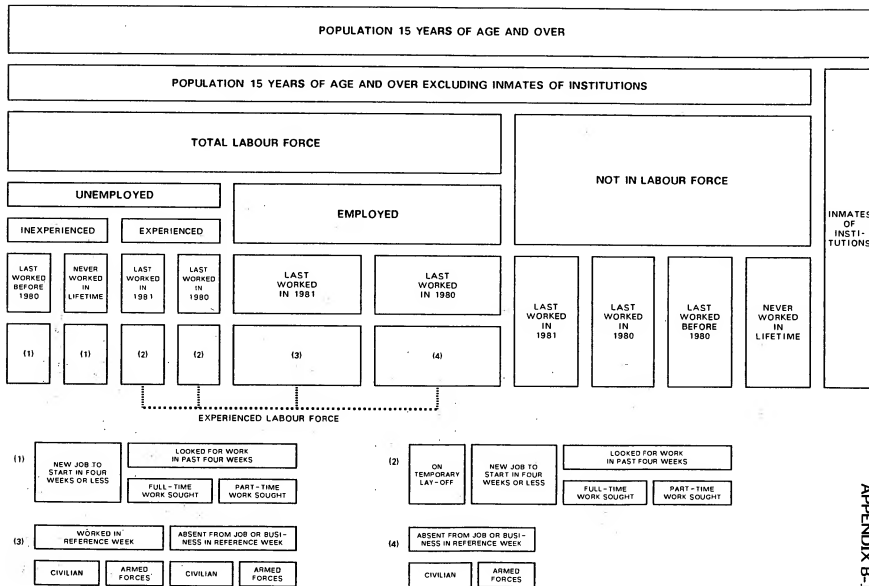 POPULATION 15 YEARS OF AGE AND OVER
POPULATION 15 YEARS OF AGE AND OVER EXCLUDING INMATES OF INSTITUTIONS
INMATES
OF
INSTI-
TUTIONS
TOTAL LABOUR FORCE
NOT IN LABOUR FORCE
UNEMPLOYED
EMPLOYED
INEXPERIENCED
EXPERIENCED
LAST
WORKED
BEFORE
1980
NEVER
WORKED
IN
LIFETIME
LAST
WORKED
IN
1981
LAST
WORKED
IN
1980
LAST
WORKED
IN 1981
LAST
WORKED
IN 1980
LAST
WORKED
IN
1981
LAST
WORKED
IN
1980
LAST
WORKED
BEFORE
1980
NEVER
WORKED
IN
LIFETIME
(1)
(1)
(2)
(2)
(3)
(4)
EXPERIENCED LABOUR FORCE
(1)
NEW JOB TO
START IN FOUR
WEEKS OR LESS
LOOKED FOR WORK
IN PAST FOUR WEEKS
FULL-TIME
WORK SOUGHT
PART-TIME
WORK SOUGHT
(2)
ON
TEMPORARY
LAY-OFF
NEW JOB TO
START IN FOUR
WEEKS OR LESS
LOOKED FOR WORK
IN PAST FOUR WEEKS
FULL-TIME
WORK SOUGHT
PART-TIME
WORK SOUGHT
(3)
WORKED IN
REFERENCE WEEK
ABSENT FROM JOB OR BUSI-
NESS IN REFERENCE WEEK
CIVILIAN
ARMED
FORCES
CIVILIAN
ARMED
FORCES
(4)
ABSENT FROM JOB OR BUSI-
NESS IN REFERENCE WEEK
CIVILIAN
ARMED
FORCES